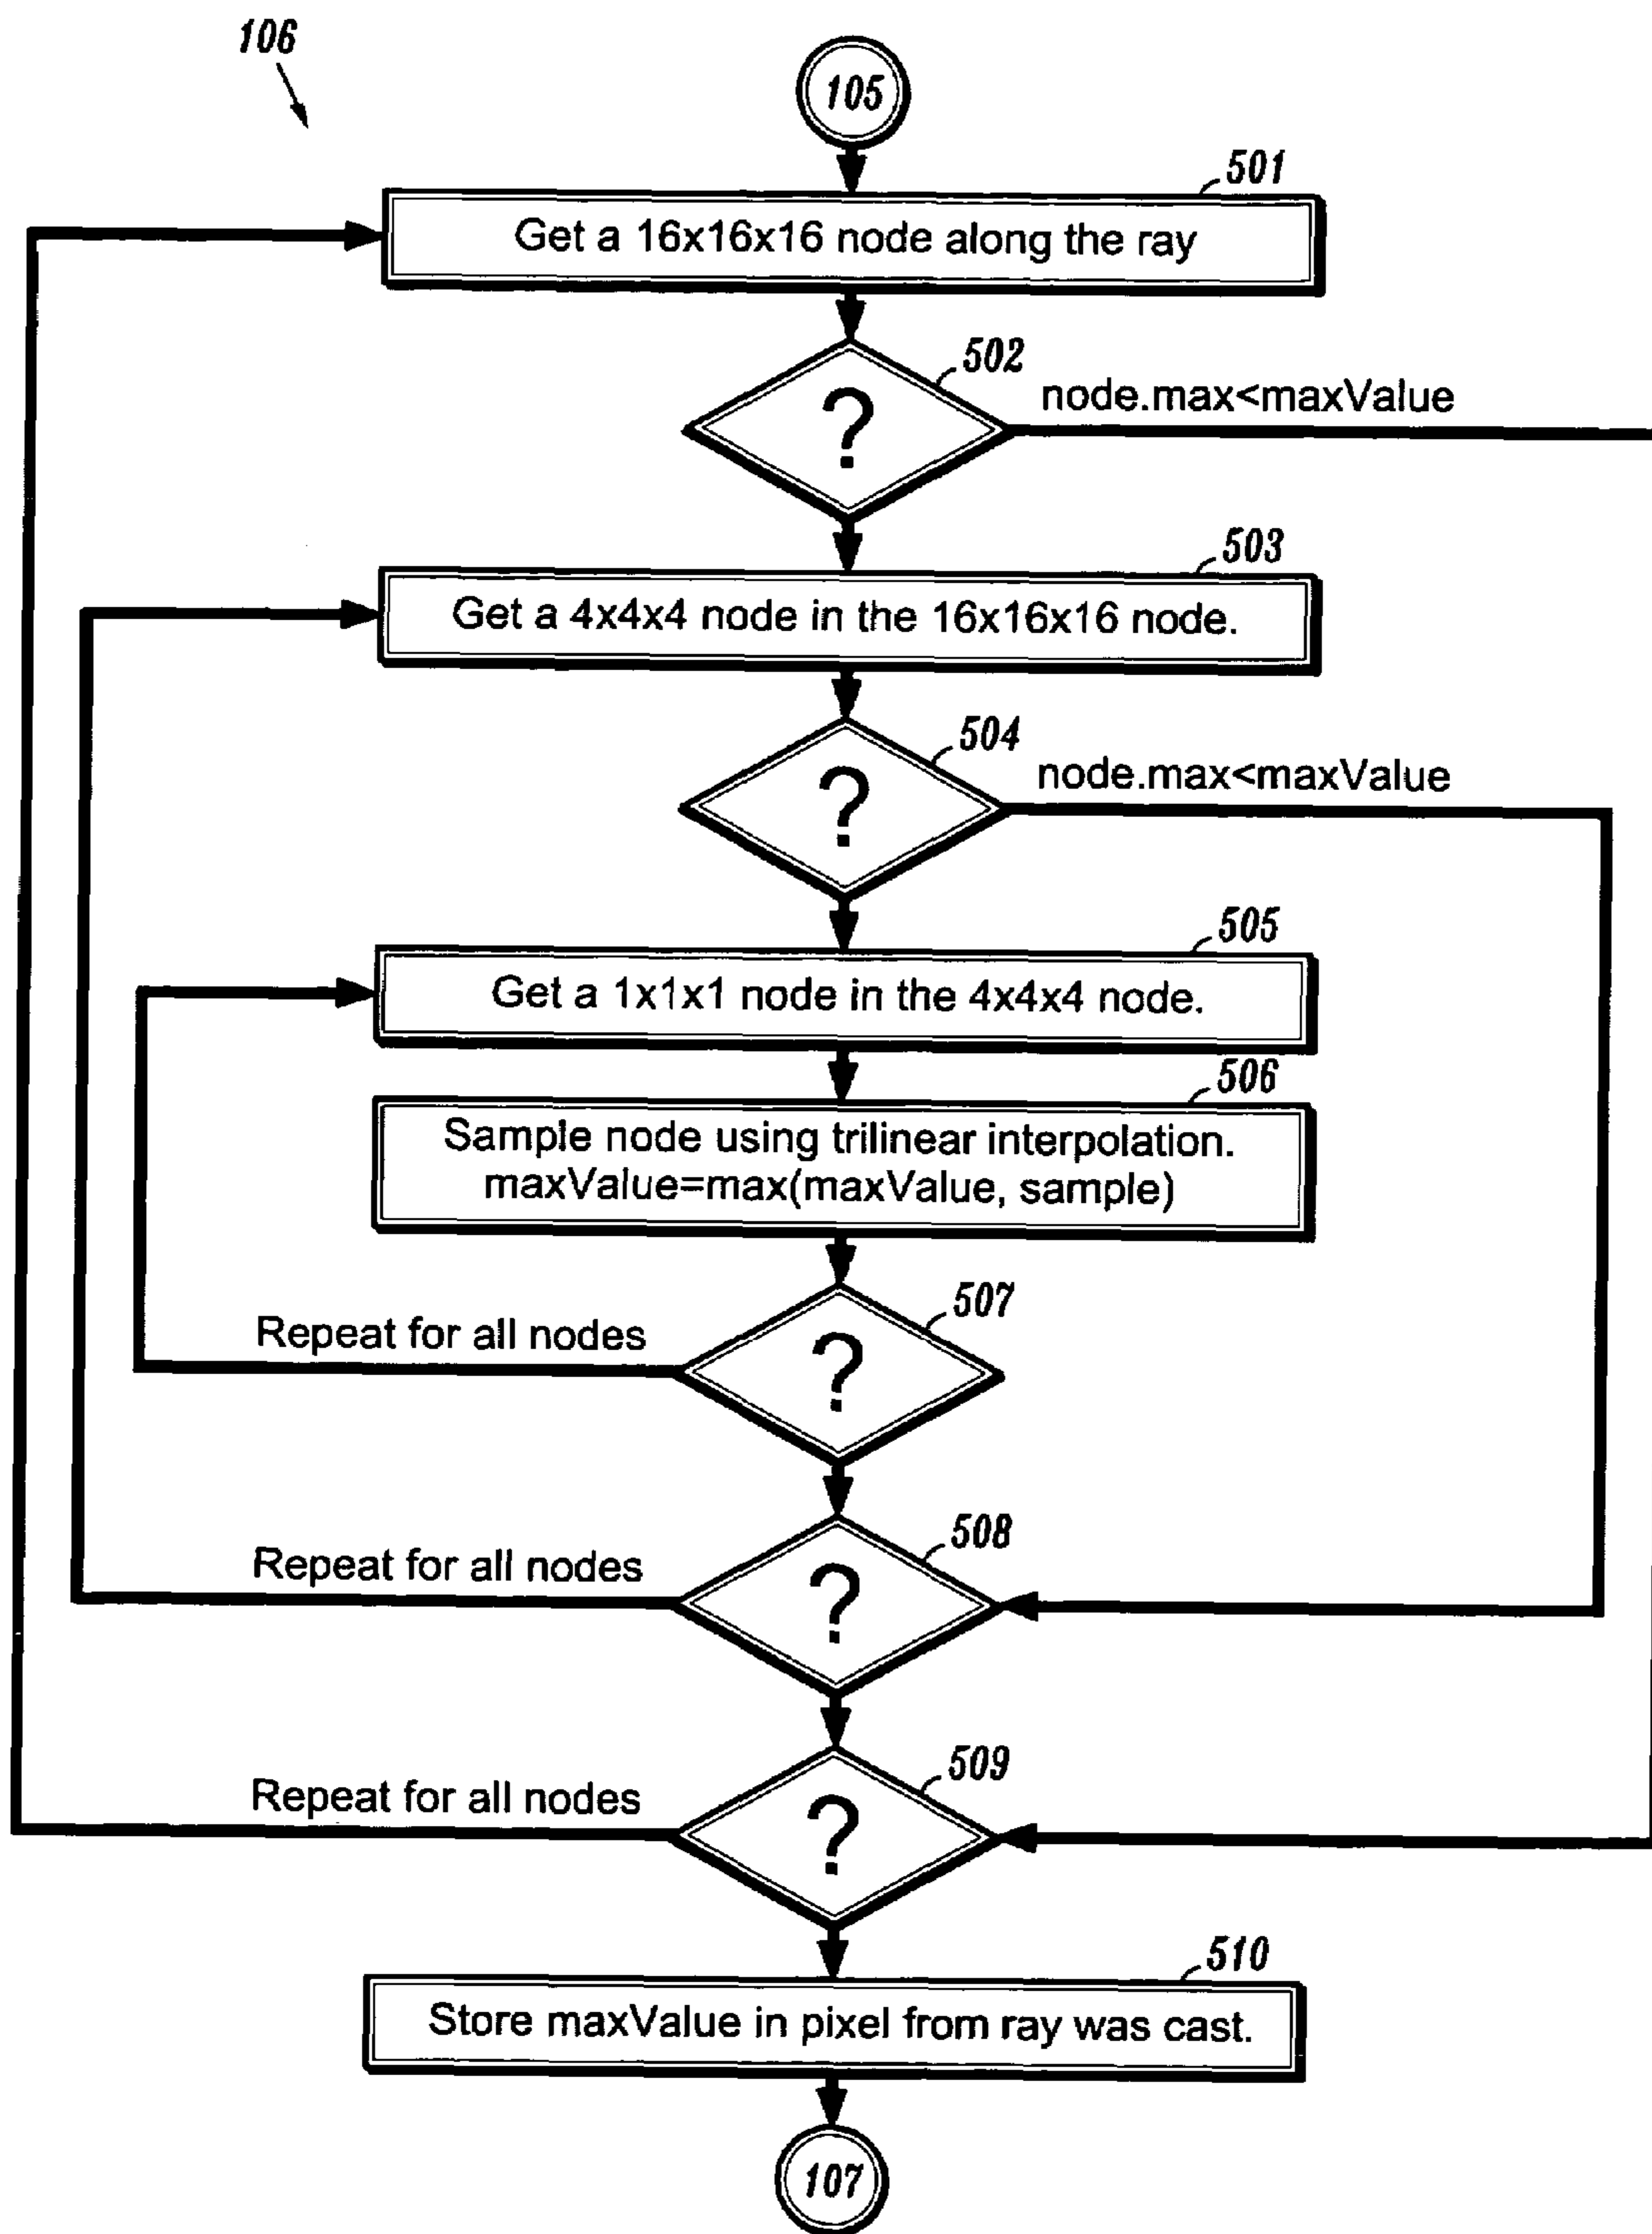 106
105
501
Get a 16x16x16 node along the ray
502
?
node.max<maxValue
503
Get a 4x4x4 node in the 16x16x16 node.
504
?
node.max<maxValue
505
Get a 1x1x1 node in the 4x4x4 node.
506
Sample node using trilinear interpolation.
maxValue=max(maxValue, sample)
507
?
Repeat for all nodes
508
?
Repeat for all nodes
509
?
Repeat for all nodes
510
Store maxValue in pixel from ray was cast.
107